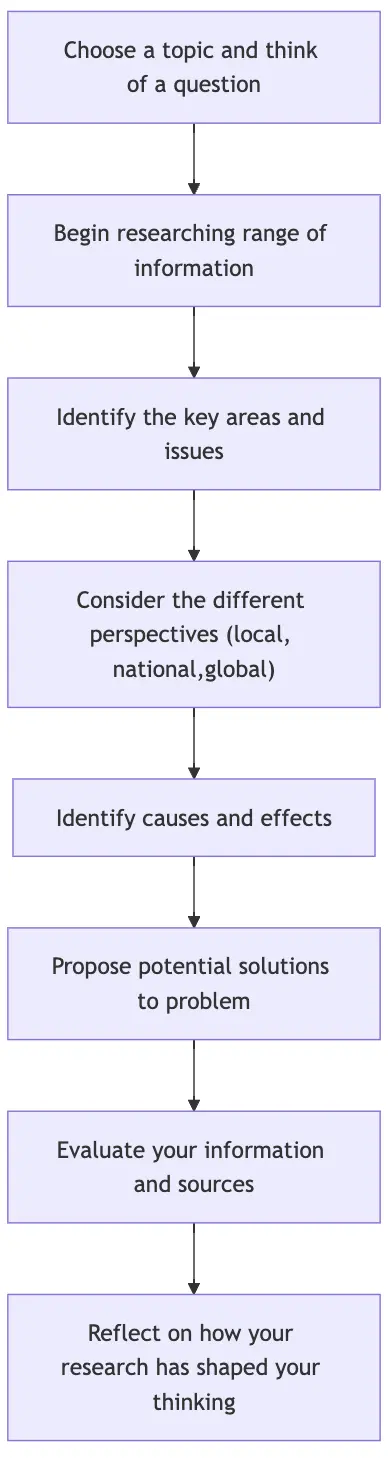 Choose a topic and think
of a question
Begin researching range of
information
Identify the key areas and
issues
Consider the different
perspectives (local,
national,global)
Identify causes and effects
Propose potential solutions
to problem
Evaluate your information
and sources
Reflect on how your
research has shaped your
thinking